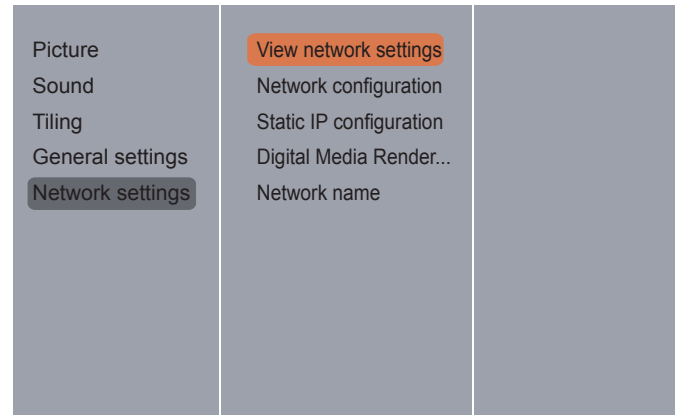 Picture
Sound
Tiling
General settings
Network settings
View network settings
Network configuration
Static IP configuration
Digital Media Render...
Network name